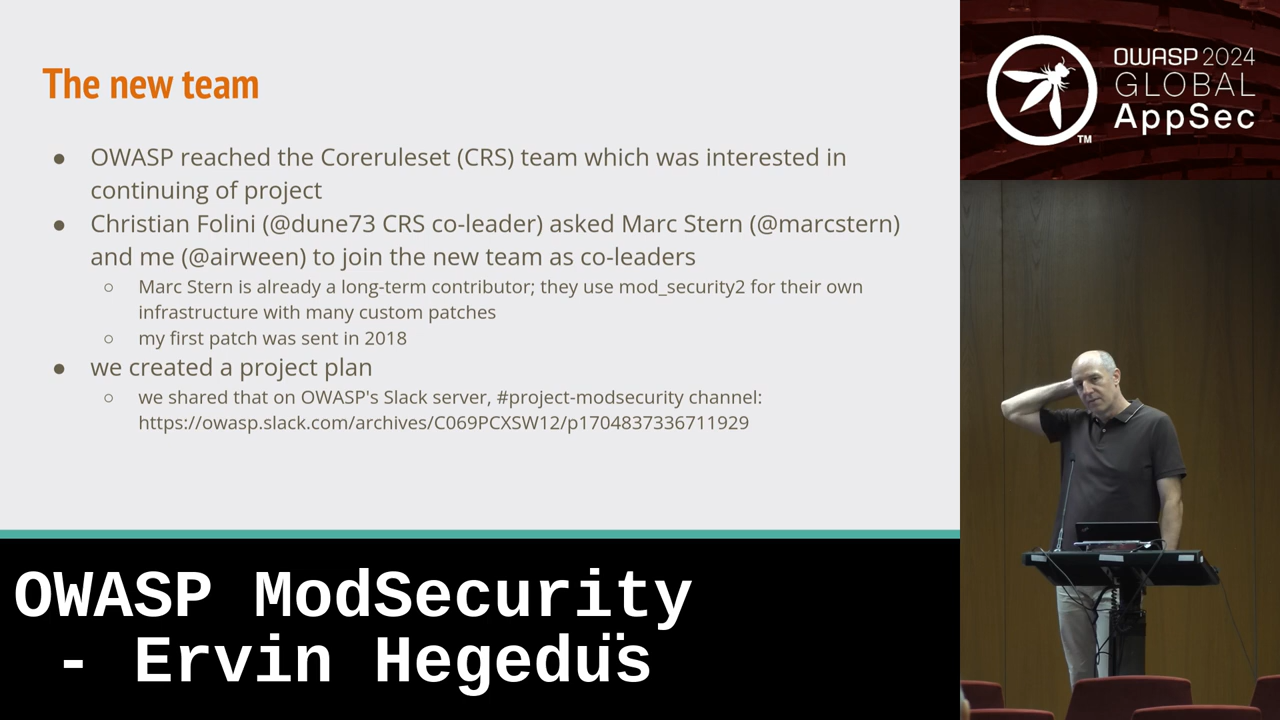 The new team
● OWASP reached the Coreruleset (CRS) team which was interested in
continuing of project
● Christian Folini (@dune73 CRS co-leader) asked Marc Stern (@marcstern)
and me (@airween) to join the new team as co-leaders
○ Marc Stern is already a long-term contributor; they use mod_security2 for their own
infrastructure with many custom patches
○ my first patch was sent in 2018
● we created a project plan
○ we shared that on OWASP's Slack server, #project-modsecurity channel:
https://owasp.slack.com/archives/C069PCXSW12/p1704837336711929
OWASP 2024
GLOBAL
AppSec
TM
OWASP ModSecurity
- Ervin Hegedüs